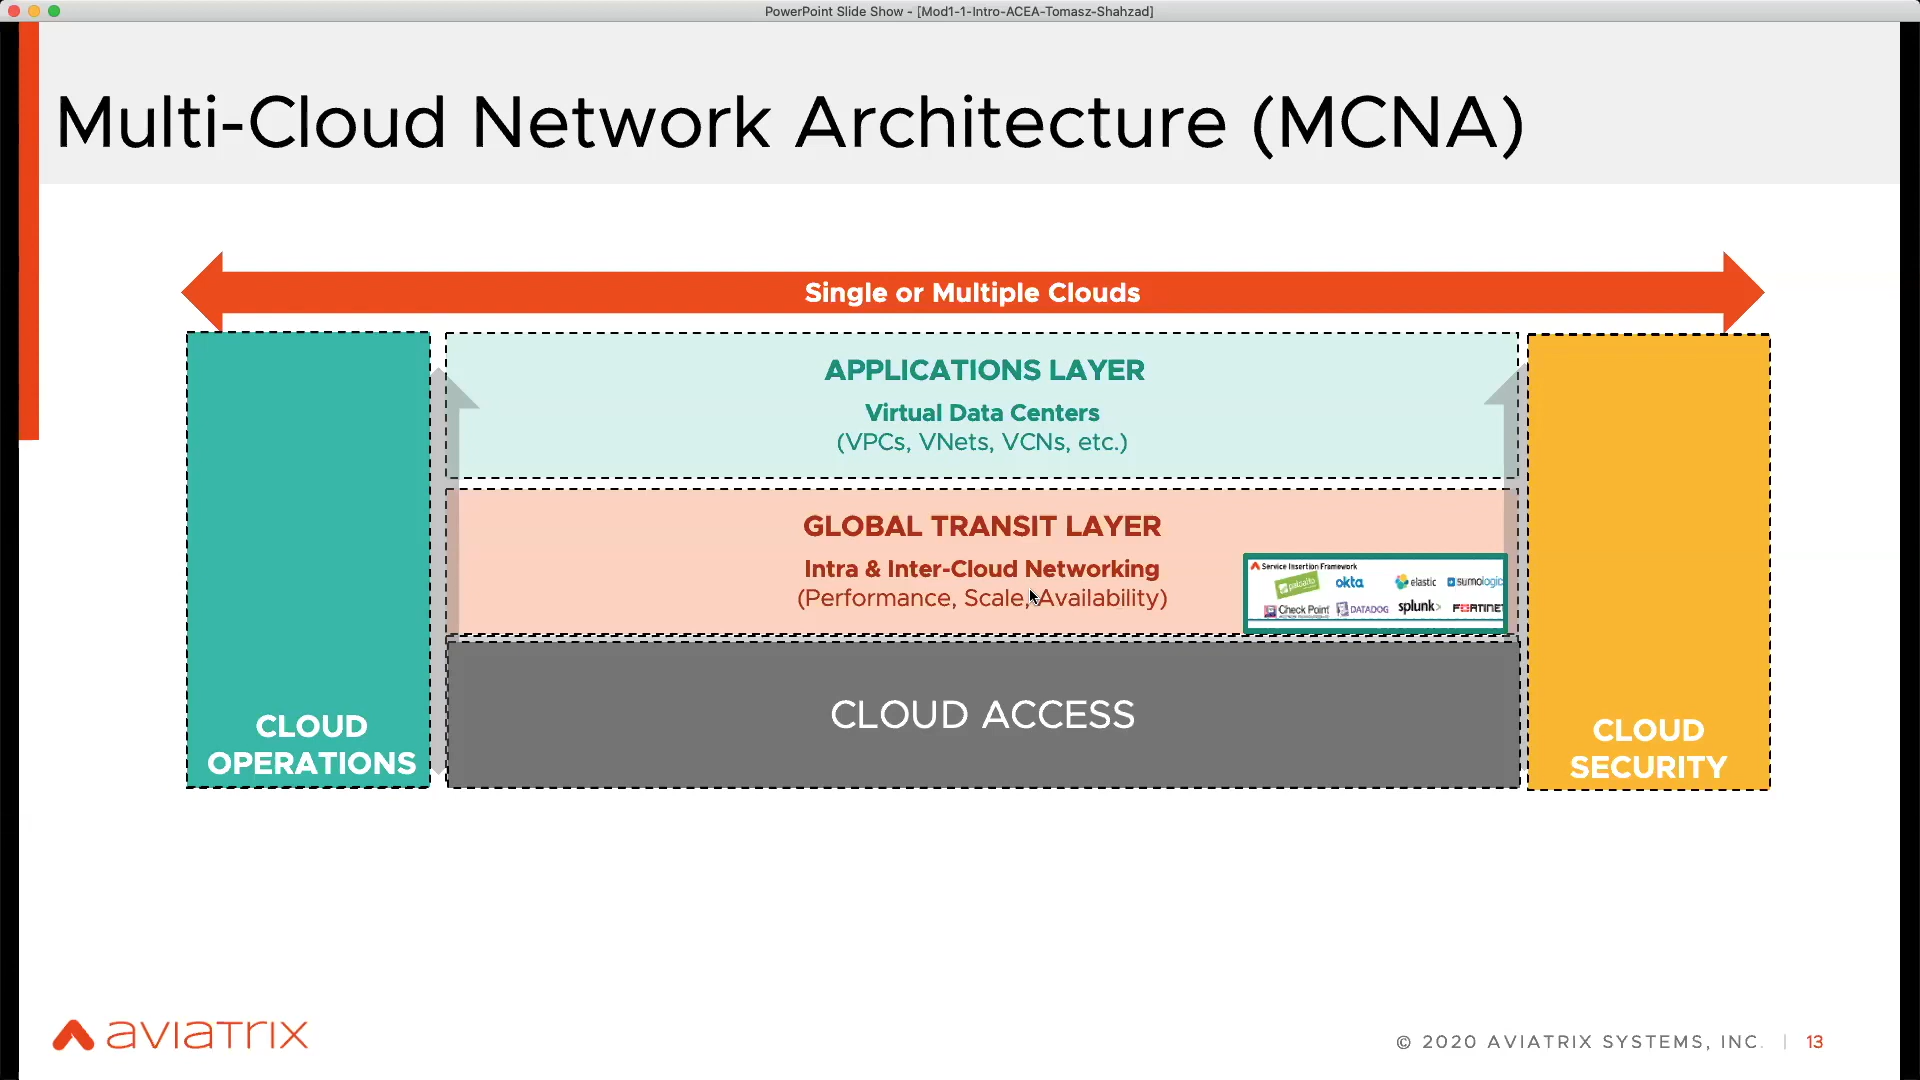 PowerPoint Slide Show - [Mod1-1-Intro-ACEA-Tomasz-Shahzad]
Multi-Cloud Network Architecture (MCNA)
Single or Multiple Clouds
APPLICATIONS LAYER
Virtual Data Centers
(VPCs, VNets, VCNs, etc.)
GLOBAL TRANSIT LAYER
Intra & Inter-Cloud Networking
(Performance, Scale, Availability)
Service Insertion Framework
paloalto okta elastic sumologic
Check Point DATADOG splunk> FORTINET
CLOUD ACCESS
CLOUD
OPERATIONS
CLOUD
SECURITY
aviatrix
© 2020 AVIATRIX SYSTEMS, INC. | 13